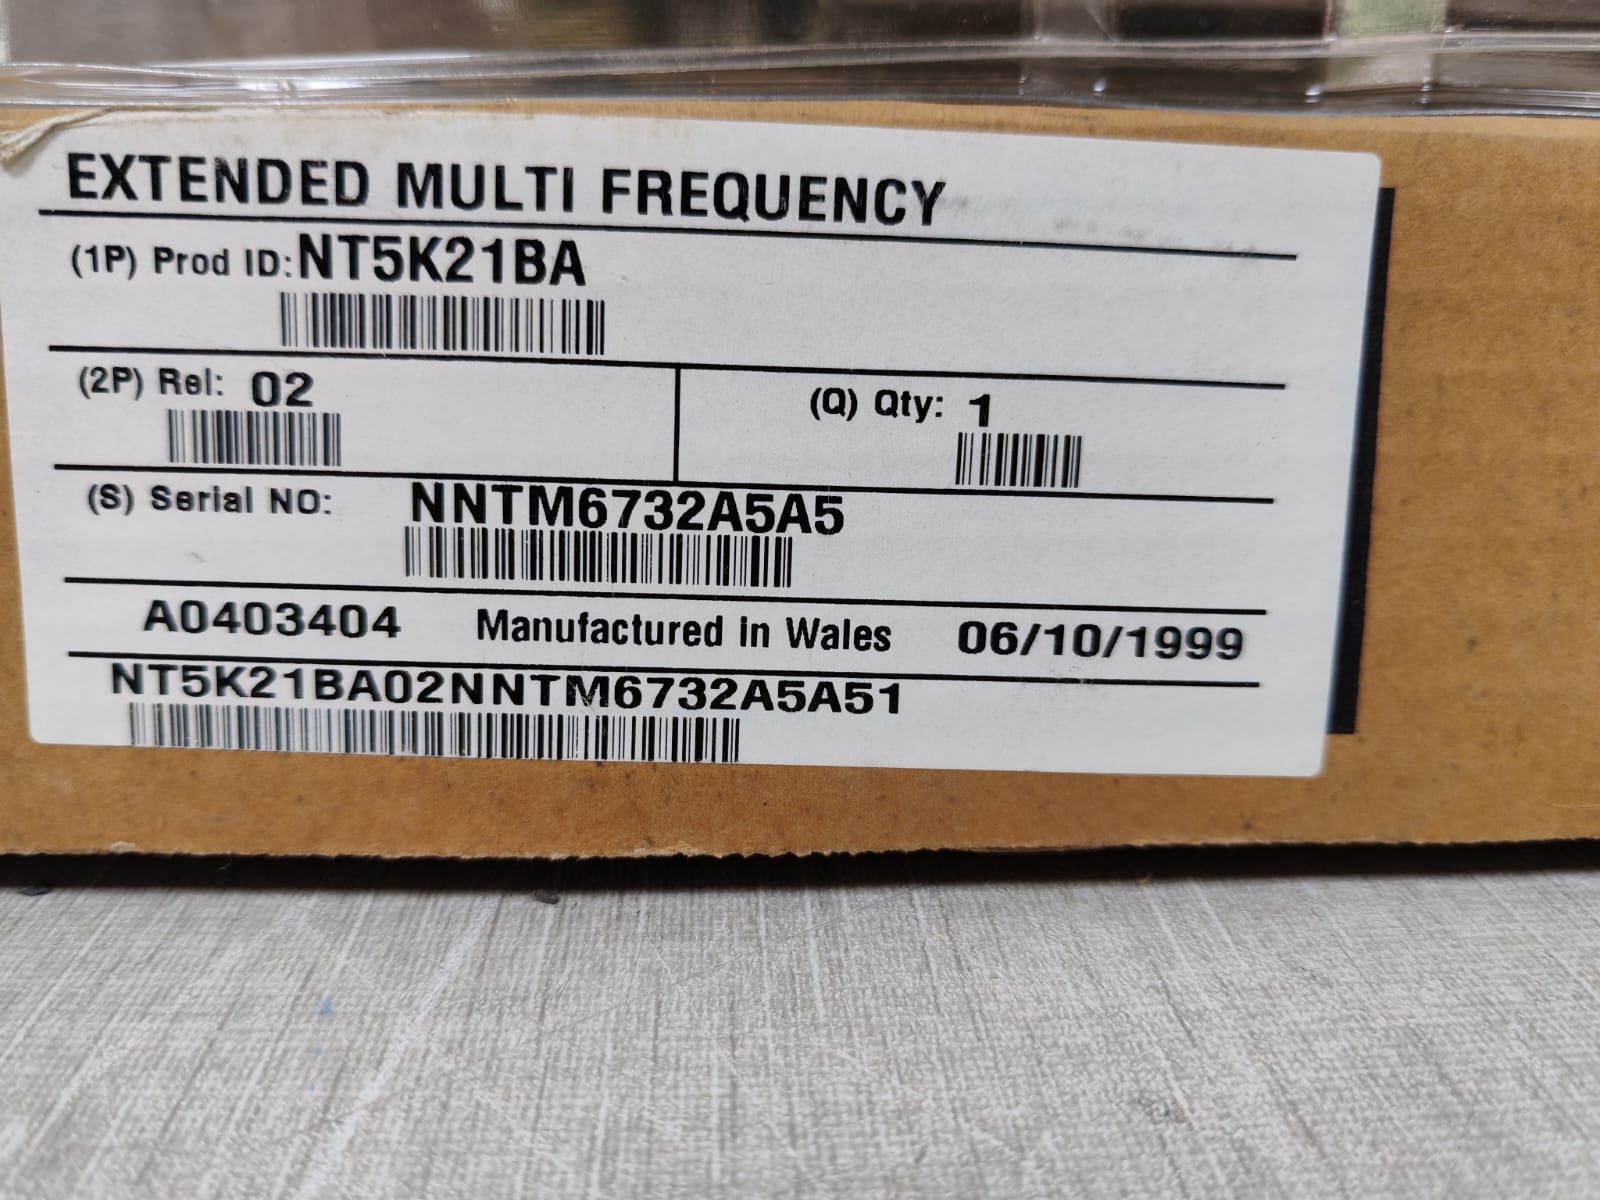 EXTENDED MULTI FREQUENCY
(1P) Prod ID: NT5K21BA
(2P) Rel: 02 (Q) Qty: 1
(S) Serial NO: NNTM6732A5A5
A0403404 Manufactured in Wales 06/10/1999
NT5K21BA02NNTM6732A5A51